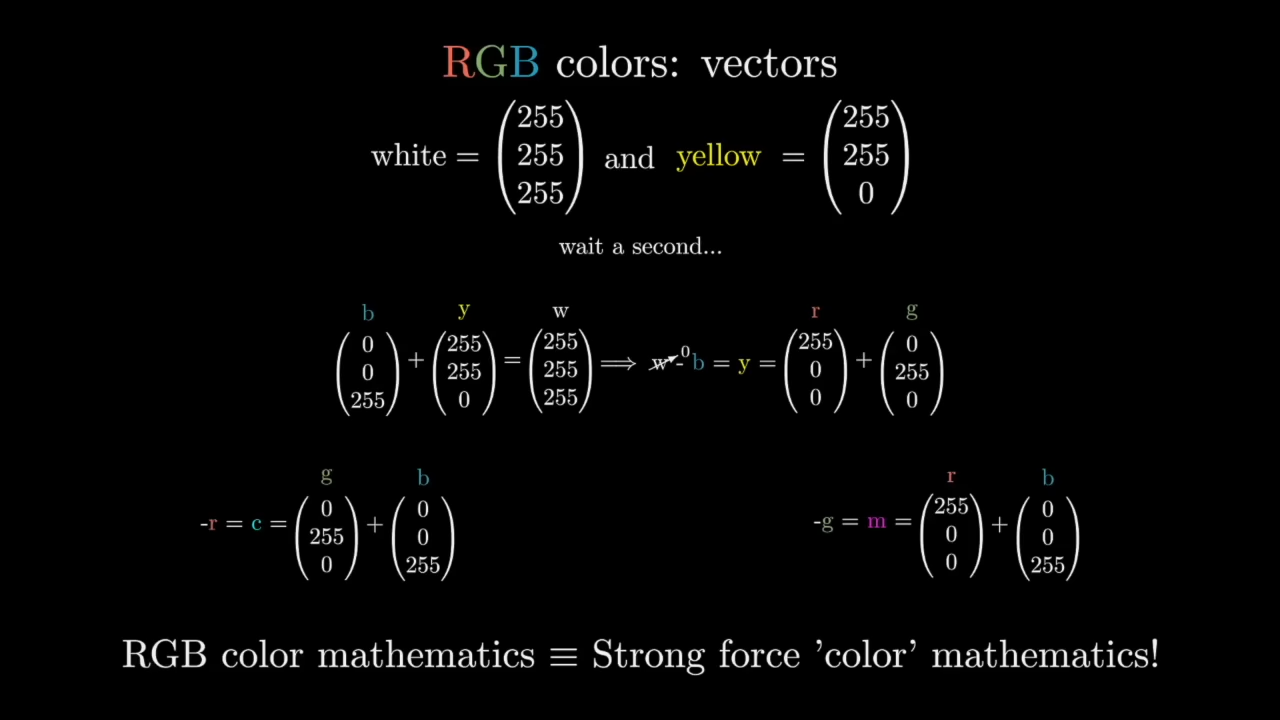 RGB colors: vectors
white = (255 255 255) and yellow = (255 255 0)
wait a second...
b y w r g
(0 0 255) + (255 255 0) = (255 255 255) ⟹ w⁰ - b = y = (255 0 0) + (0 255 0)
g b r b
-r = c = (0 255 0) + (0 0 255) -g = m = (255 0 0) + (0 0 255)
RGB color mathematics ≡ Strong force 'color' mathematics!